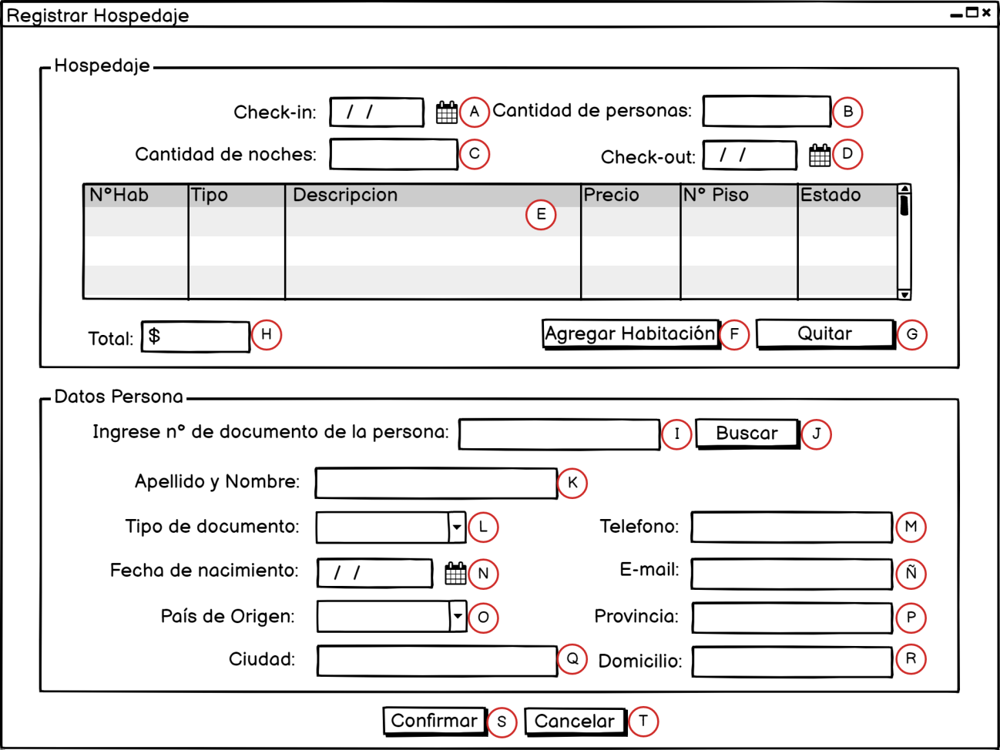 Registrar Hospedaje
Hospedaje
Check-in: / / A Cantidad de personas: B
Cantidad de noches: C Check-out: / / D
N°Hab Tipo Descripcion Precio N° Piso Estado
E
Total: $ H Agregar Habitación F Quitar G
Datos Persona
Ingrese n° de documento de la persona: I Buscar J
Apellido y Nombre: K
Tipo de documento: L Telefono: M
Fecha de nacimiento: / / N E-mail: Ñ
País de Origen: O Provincia: P
Ciudad: Q Domicilio: R
Confirmar S Cancelar T